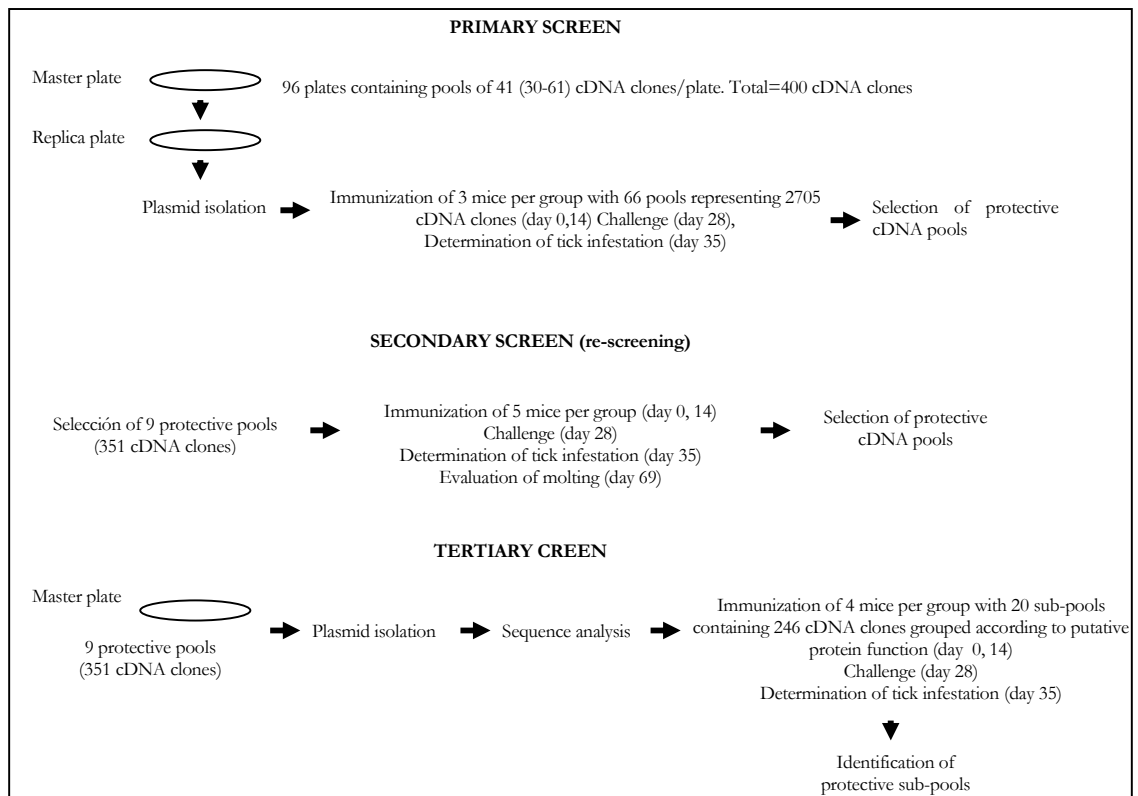 PRIMARY SCREEN
Master plate
96 plates containing pools of 41 (30-61) cDNA clones/plate. Total=400 cDNA clones
Replica plate
Plasmid isolation
Immunization of 3 mice per group with 66 pools representing 2705
cDNA clones (day 0,14) Challenge (day 28),
Determination of tick infestation (day 35)
Selection of protective
cDNA pools
SECONDARY SCREEN (re-screening)
Selección of 9 protective pools
(351 cDNA clones)
Immunization of 5 mice per group (day 0, 14)
Challenge (day 28)
Determination of tick infestation (day 35)
Evaluation of molting (day 69)
Selection of protective
cDNA pools
TERTIARY CREEN
Master plate
9 protective pools
(351 cDNA clones)
Plasmid isolation
Sequence analysis
Immunization of 4 mice per group with 20 sub-pools
containing 246 cDNA clones grouped according to putative
protein function (day 0, 14)
Challenge (day 28)
Determination of tick infestation (day 35)
Identification of
protective sub-pools